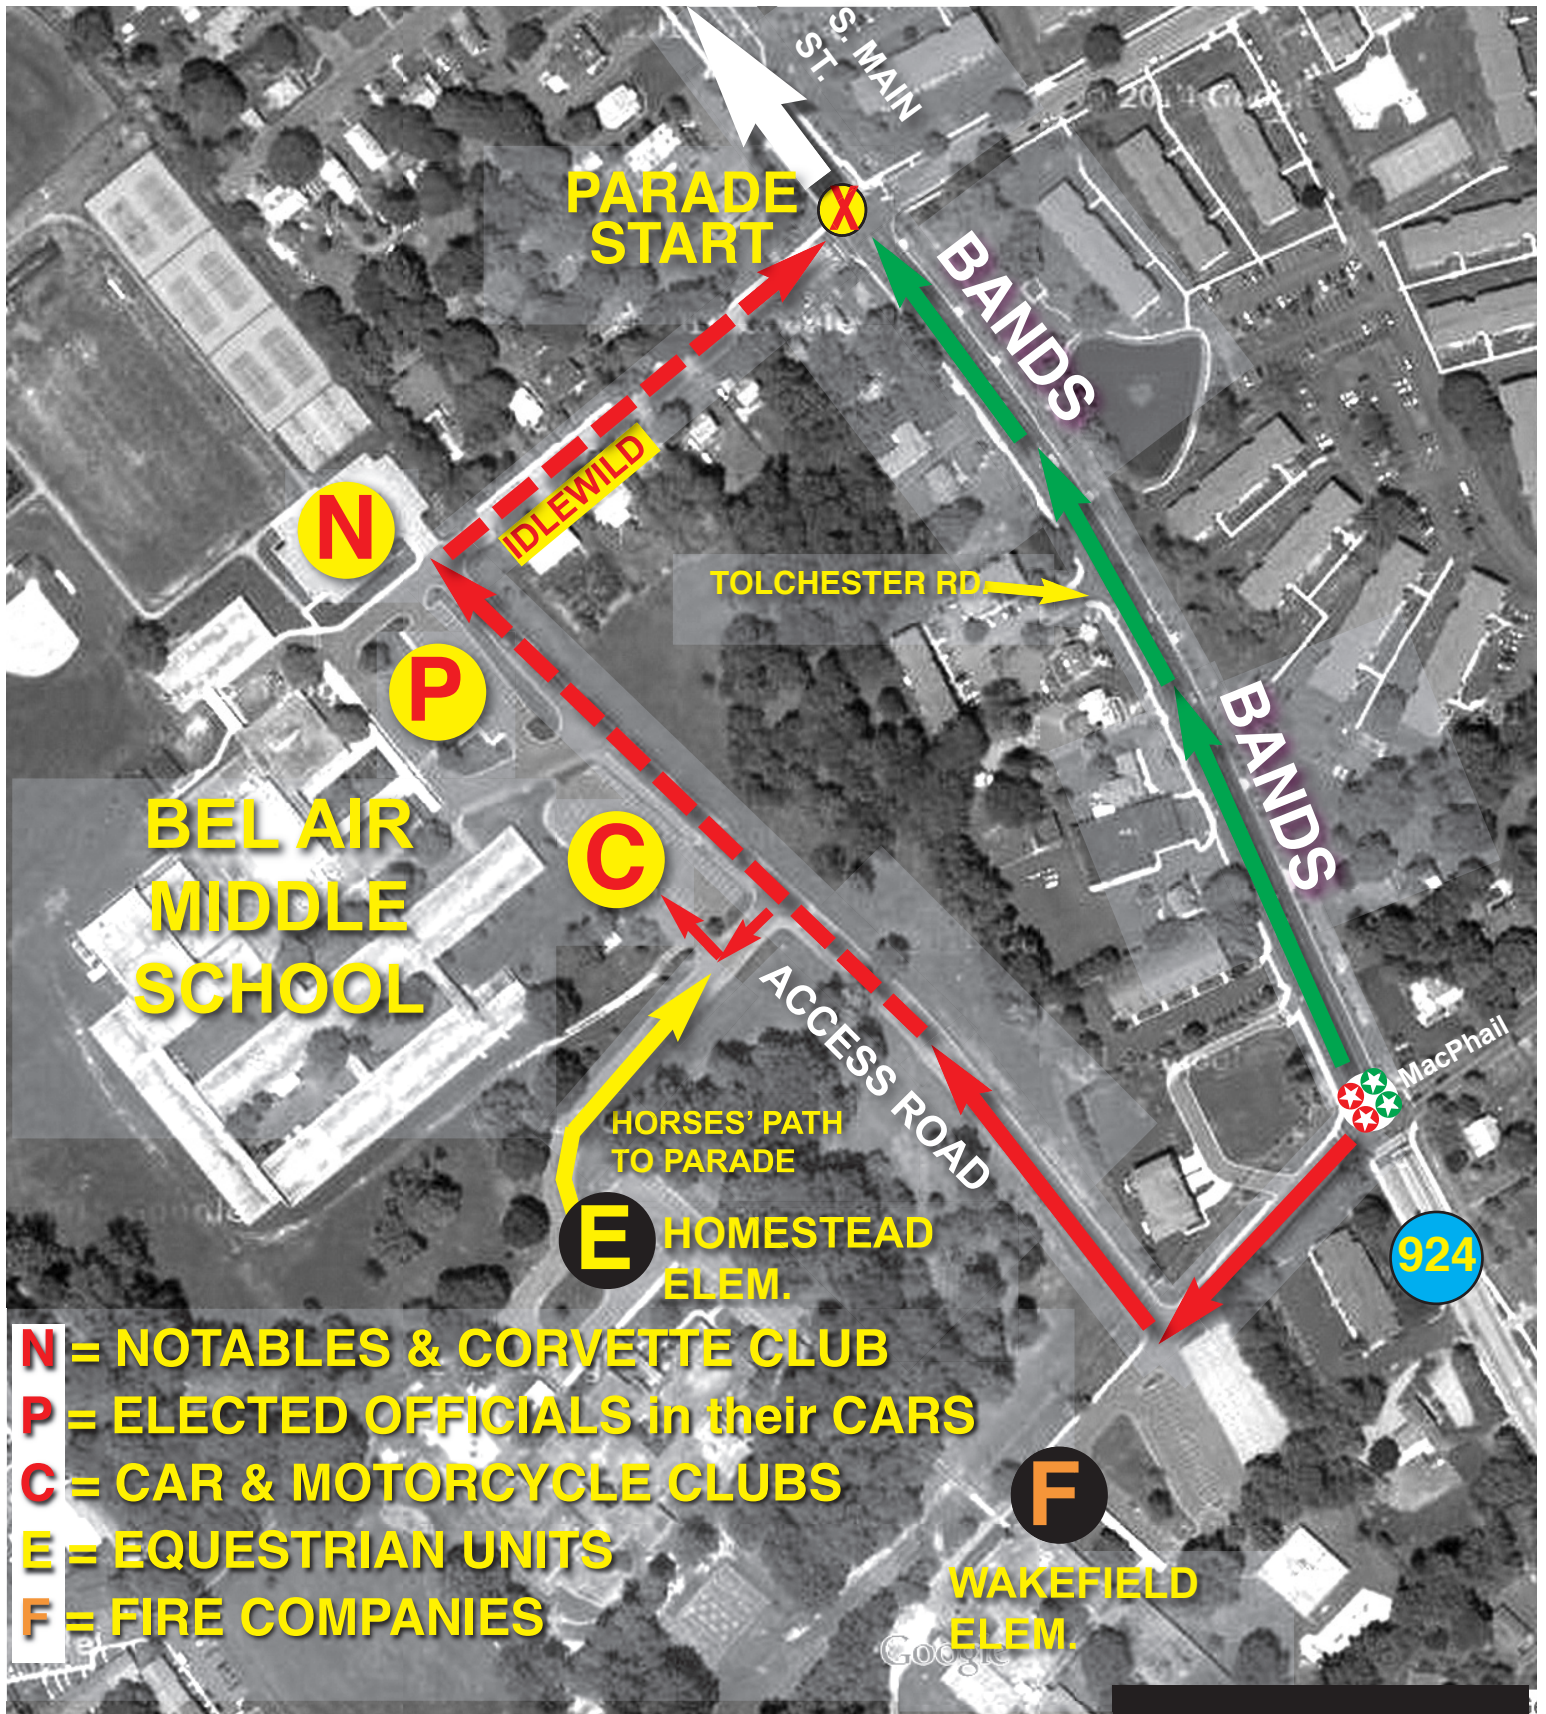 S. MAIN
ST.
© 2014 Google
PARADE
START
X
BANDS
IDLEWILD
N
TOLCHESTER RD.
P
BANDS
BEL AIR
MIDDLE
SCHOOL
C
ACCESS ROAD
MacPhail
HORSES’ PATH
TO PARADE
E
HOMESTEAD
ELEM.
924
N = NOTABLES & CORVETTE CLUB
P = ELECTED OFFICIALS in their CARS
C = CAR & MOTORCYCLE CLUBS
E = EQUESTRIAN UNITS
F = FIRE COMPANIES
F
WAKEFIELD
ELEM.
Google